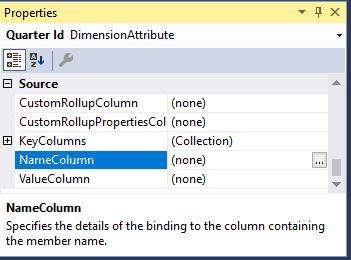 Properties
Quarter Id DimensionAttribute
Source
CustomRollupColumn (none)
CustomRollupPropertiesCol (none)
KeyColumns (Collection)
NameColumn (none) ...
ValueColumn (none)
NameColumn
Specifies the details of the binding to the column containing
the member name.